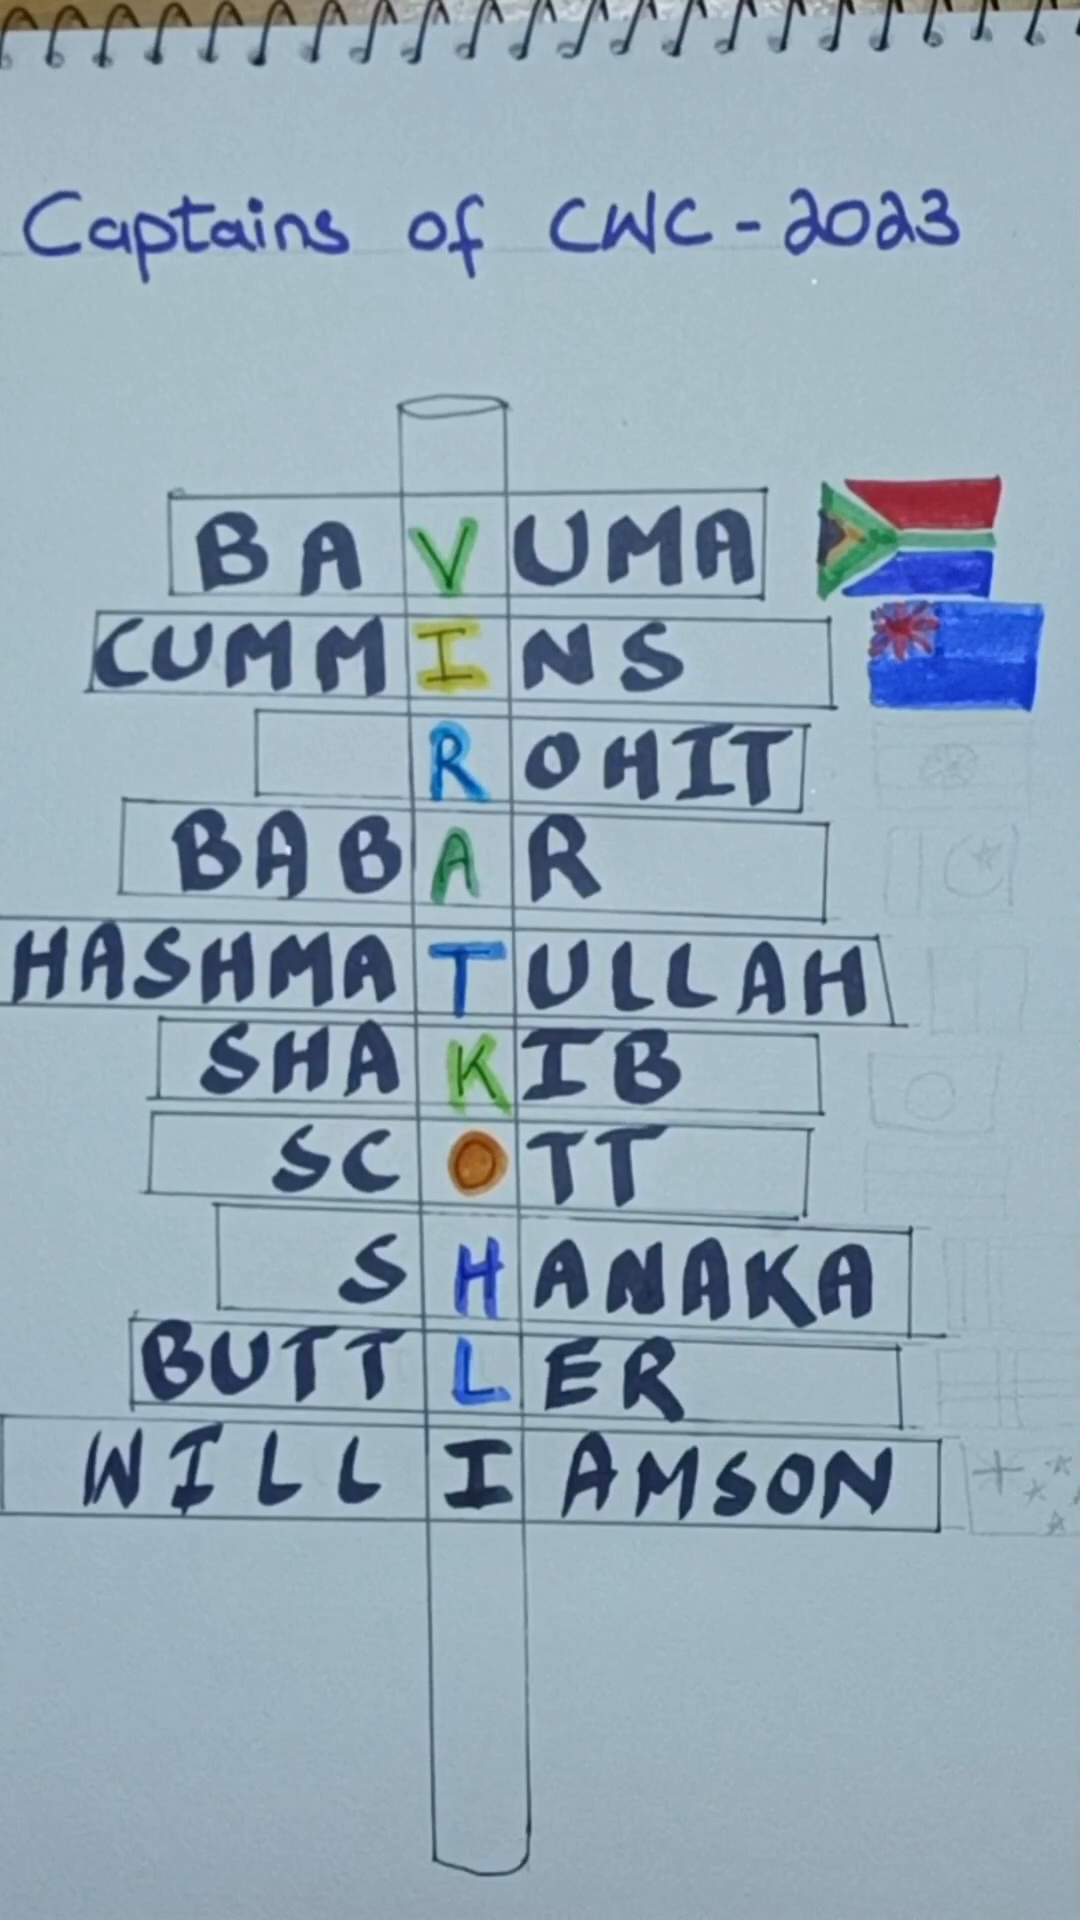 Captains of CWC - 2023
BAVUMA
CUMMINS
ROHIT
BABAR
HASHMATULLAH
SHAKIB
SCOTT
SHANAKA
BUTTLER
WILLIAMSON